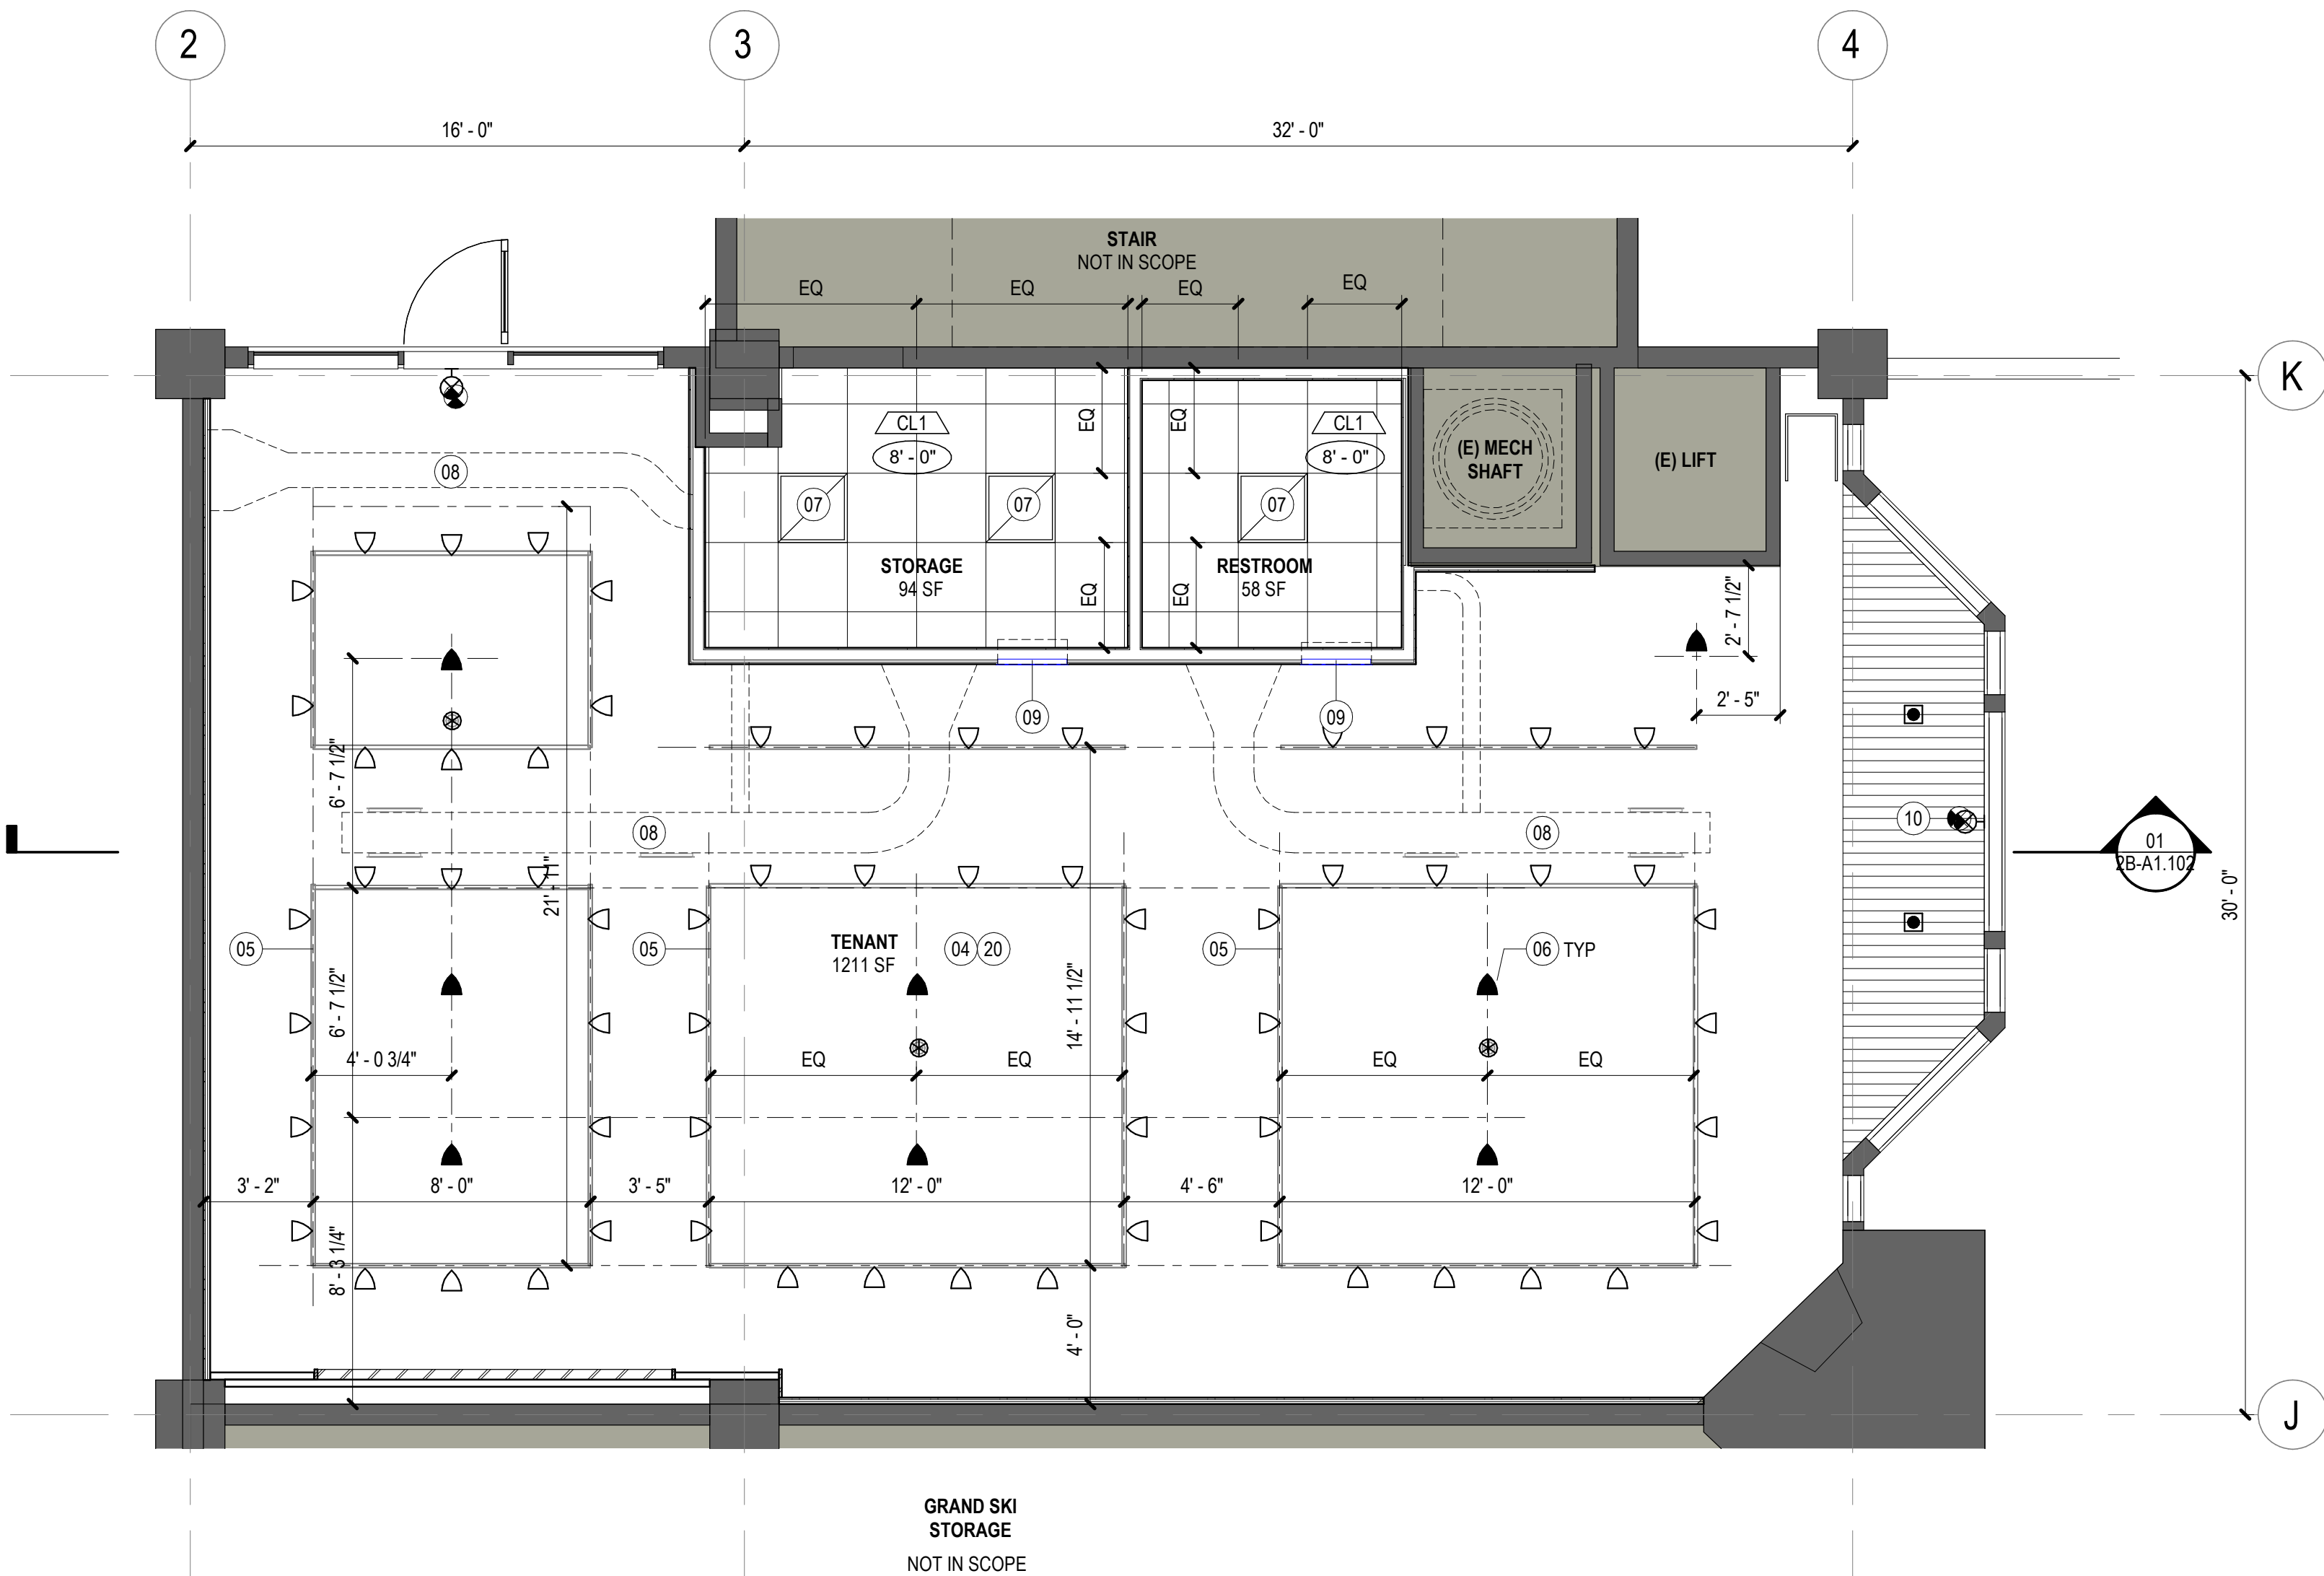 2
3
4
16' - 0"
32' - 0"
STAIR
NOT IN SCOPE
EQ
EQ
EQ
EQ
K
CL1
8' - 0"
EQ
EQ
CL1
8' - 0"
(E) MECH
SHAFT
(E) LIFT
08
07
07
07
STORAGE
94 SF
EQ
EQ
RESTROOM
58 SF
2' - 7 1/2"
2' - 5"
09
09
6' - 7 1/2"
08
08
10
01
2B-A1.102
21' - 11"
30' - 0"
05
05
TENANT
1211 SF
04
20
05
06
TYP
6' - 7 1/2"
14' - 11 1/2"
4' - 0 3/4"
EQ
EQ
EQ
EQ
3' - 2"
8' - 0"
3' - 5"
12' - 0"
4' - 6"
12' - 0"
8' - 3 1/4"
4' - 0"
J
GRAND SKI
STORAGE
NOT IN SCOPE